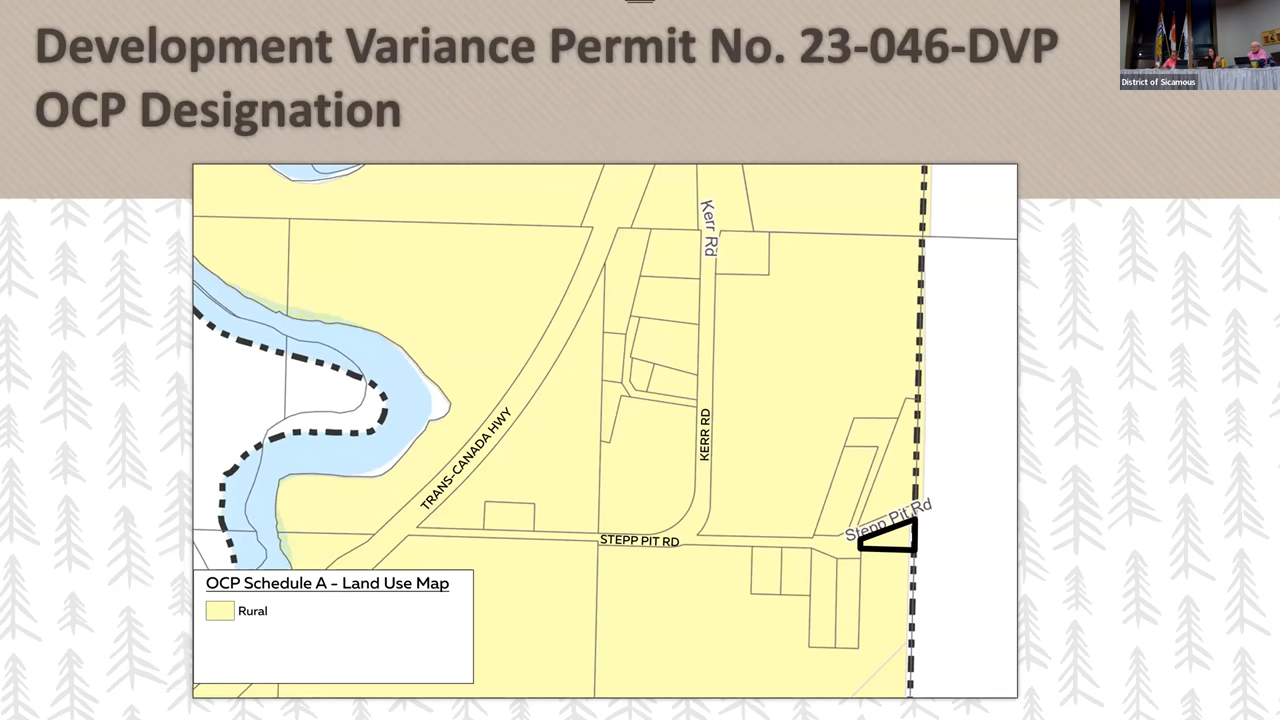 Development Variance Permit No. 23-046-DVP
OCP Designation
District of Sicamous
Kerr Rd
TRANS-CANADA HWY
KERR RD
Stepp Pit Rd
STEPP PIT RD
OCP Schedule A - Land Use Map
Rural